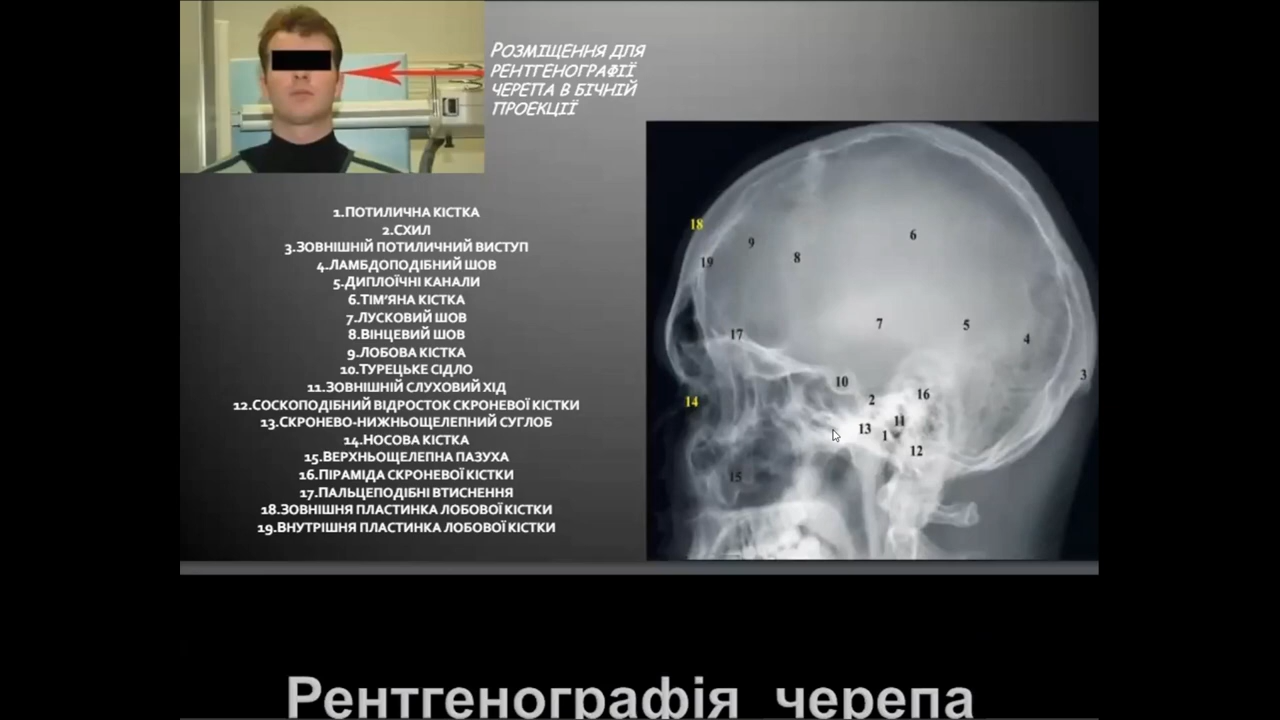 РОЗМІЩЕННЯ ДЛЯ
РЕНТГЕНОГРАФІЇ
ЧЕРЕПА В БІЧНІЙ
ПРОЕКЦІЇ
1.ПОТИЛИЧНА КІСТКА
2.СХИЛ
3.ЗОВНІШНІЙ ПОТИЛИЧНИЙ ВИСТУП
4.ЛАМБДОПОДІБНИЙ ШОВ
5.ДИПЛОЇЧНІ КАНАЛИ
6.ТІМ'ЯНА КІСТКА
7.ЛУСКОВИЙ ШОВ
8.ВІНЦЕВИЙ ШОВ
9.ЛОБОВА КІСТКА
10.ТУРЕЦЬКЕ СІДЛО
11.ЗОВНІШНІЙ СЛУХОВИЙ ХІД
12.СОСКОПОДІБНИЙ ВІДРОСТОК СКРОНЕВОЇ КІСТКИ
13.СКРОНЕВО-НИЖНЬОЩЕЛЕПНИЙ СУГЛОБ
14.НОСОВА КІСТКА
15.ВЕРХНЬОЩЕЛЕПНА ПАЗУХА
16.ПІРАМІДА СКРОНЕВОЇ КІСТКИ
17.ПАЛЬЦЕПОДІБНІ ВТИСНЕННЯ
18.ЗОВНІШНЯ ПЛАСТИНКА ЛОБОВОЇ КІСТКИ
19.ВНУТРІШНЯ ПЛАСТИНКА ЛОБОВОЇ КІСТКИ
18
6
9
8
19
7
5
17
4
3
10
16
2
14
11
13
1
12
15
Рентгенографія черепа